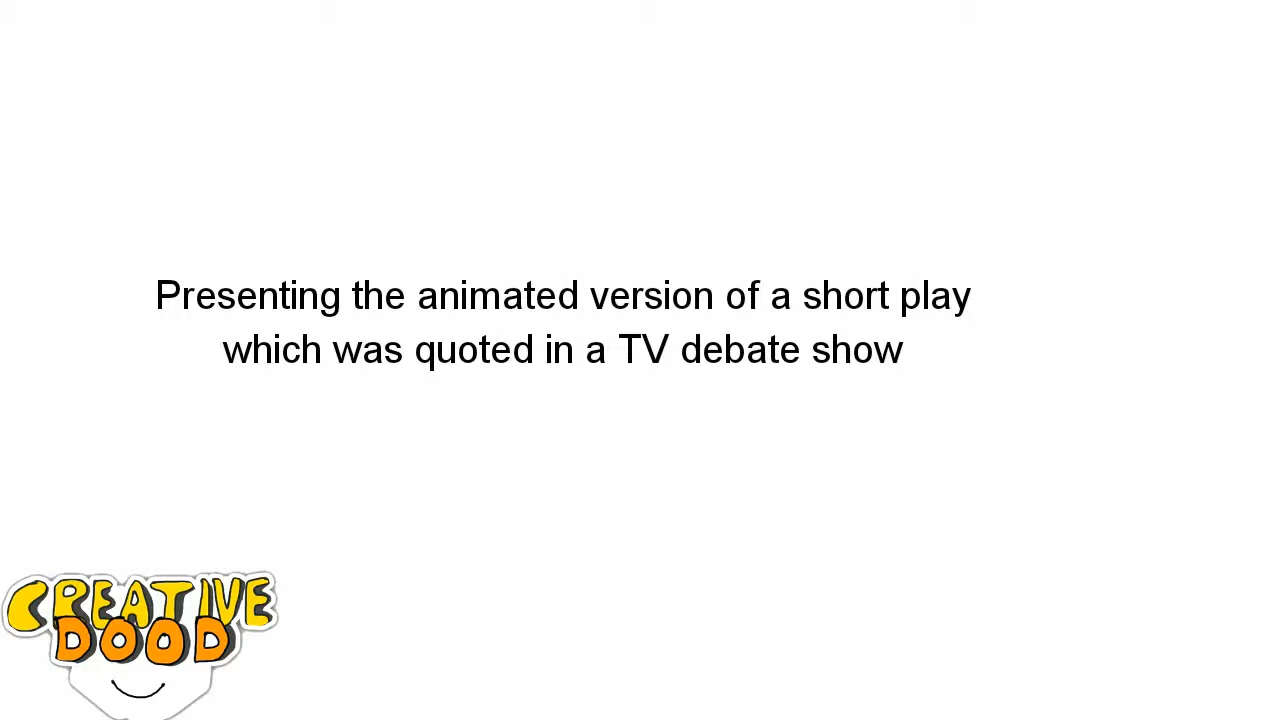 Presenting the animated version of a short play
which was quoted in a TV debate show
CREATIVE
DOOD